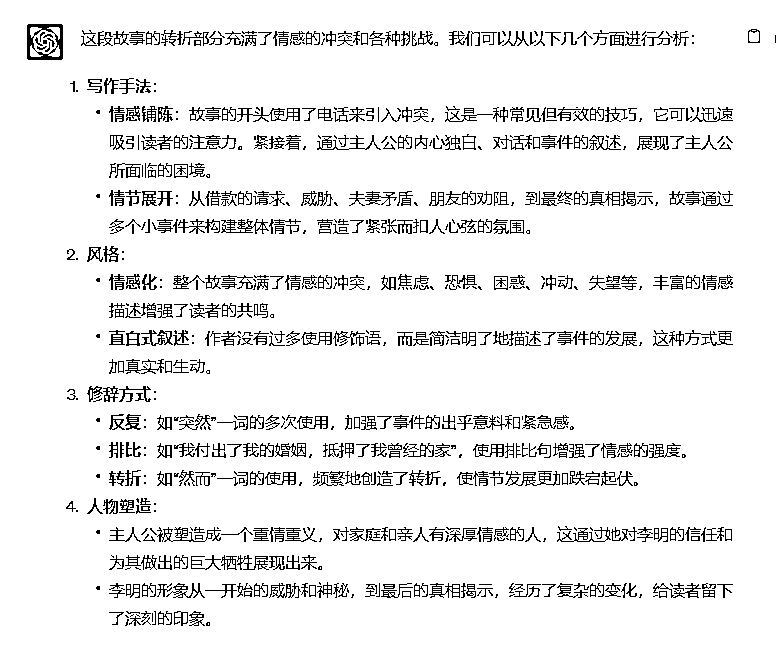 这段故事的转折部分充满了情感的冲突和各种挑战。我们可以从以下几个方面进行分析：
1. 写作手法：
• 情感铺陈：故事的开头使用了电话来引入冲突，这是一种常见但有效的技巧，它可以迅速
吸引读者的注意力。紧接着，通过主人公的内心独白、对话和事件的叙述，展现了主人公
所面临的困境。
• 情节展开：从借款的请求、威胁、夫妻矛盾、朋友的劝阻，到最终的真相揭示，故事通过
多个小事件来构建整体情节，营造了紧张而扣人心弦的氛围。
2. 风格：
• 情感化：整个故事充满了情感的冲突，如焦虑、恐惧、困惑、冲动、失望等，丰富的情感
描述增强了读者的共鸣。
• 直白式叙述：作者没有过多使用修饰语，而是简洁明了地描述了事件的发展，这种方式更
加真实和生动。
3. 修辞方式：
• 反复：如“突然”一词的多次使用，加强了事件的出乎意料和紧急感。
• 排比：如“我付出了我的婚姻，抵押了我曾经的家”，使用排比句增强了情感的强度。
• 转折：如“然而”一词的使用，频繁地创造了转折，使情节发展更加跌宕起伏。
4. 人物塑造：
• 主人公被塑造成一个重情重义，对家庭和亲人有深厚情感的人，这通过她对李明的信任和
为其做出的巨大牺牲展现出来。
• 李明的形象从一开始的威胁和神秘，到最后的真相揭示，经历了复杂的变化，给读者留下
了深刻的印象。